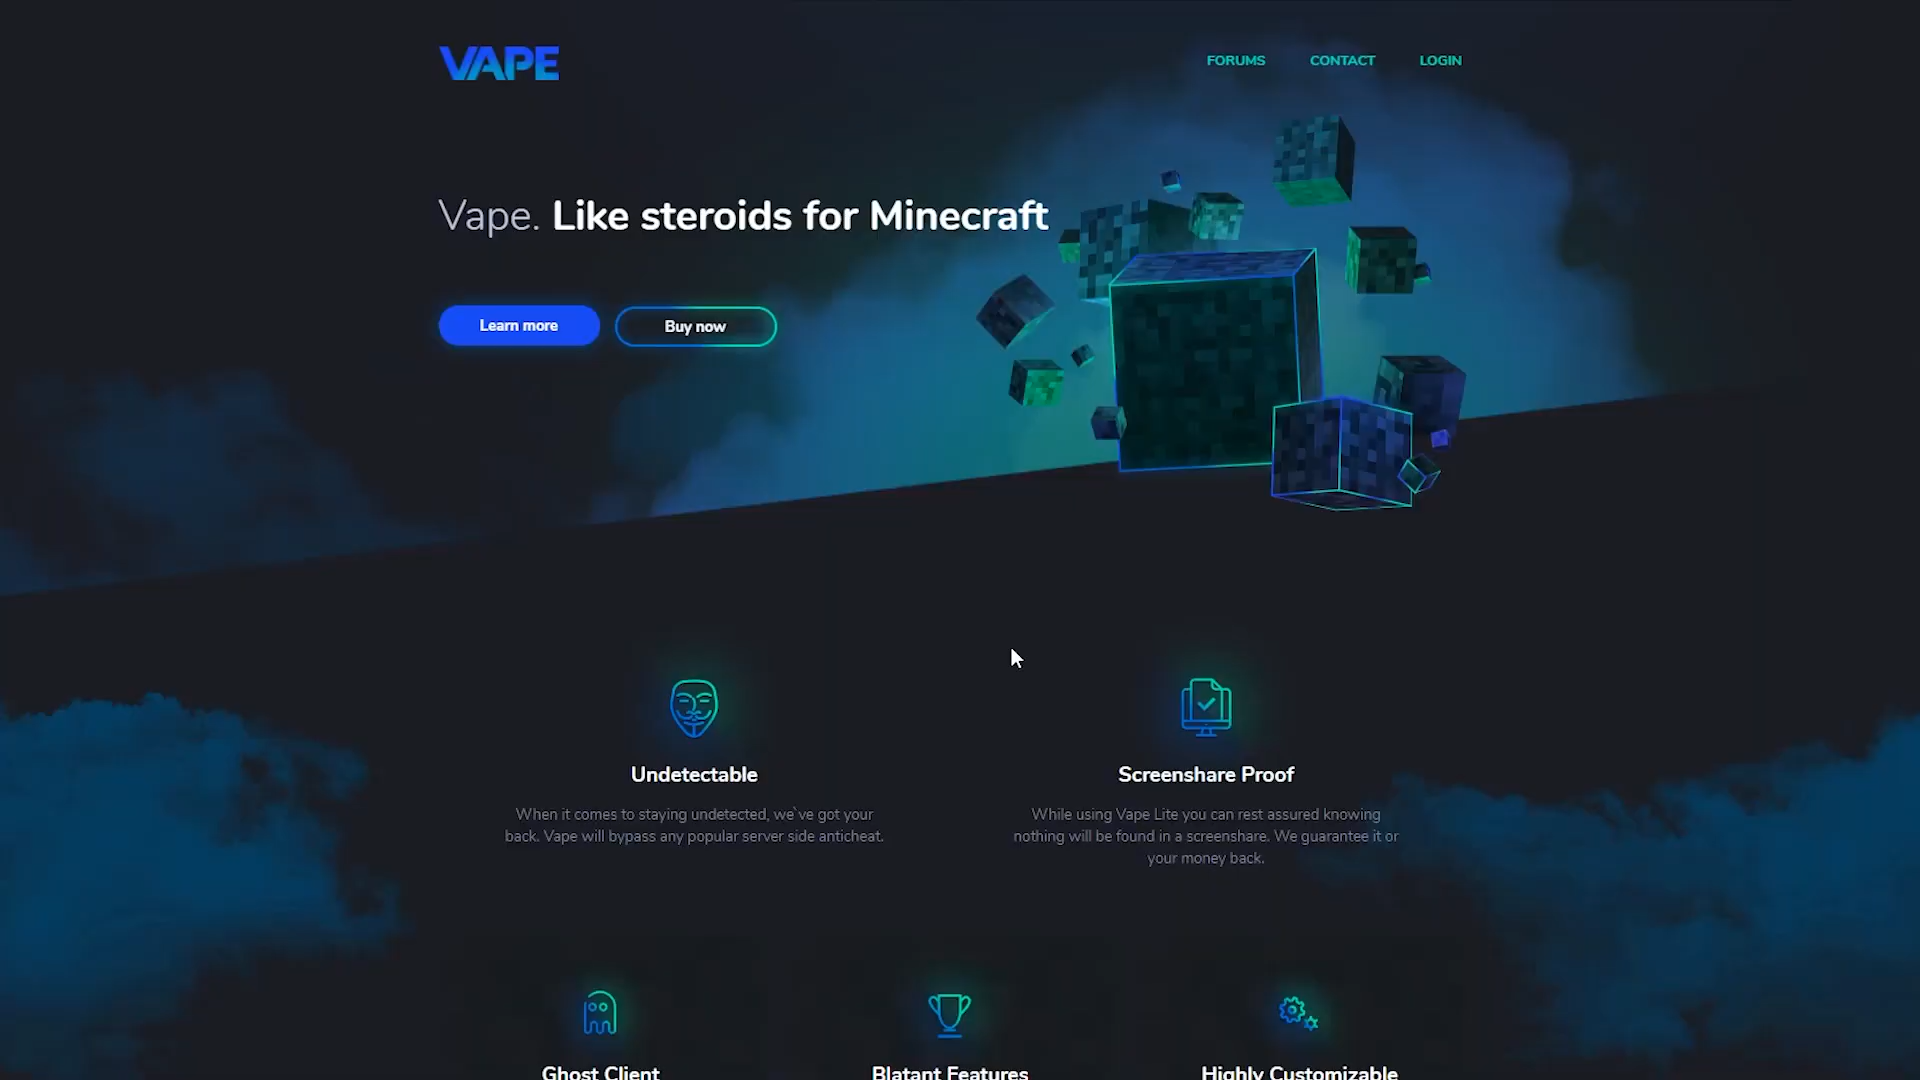 VAPE
FORUMS
CONTACT
LOGIN
Vape. Like steroids for Minecraft
Learn more
Buy now
Undetectable
When it comes to staying undetected, we`ve got your
back. Vape will bypass any popular server side anticheat.
Screenshare Proof
While using Vape Lite you can rest assured knowing
nothing will be found in a screenshare. We guarantee it or
your money back.
Ghost Client
Blatant Features
Highly Customizable